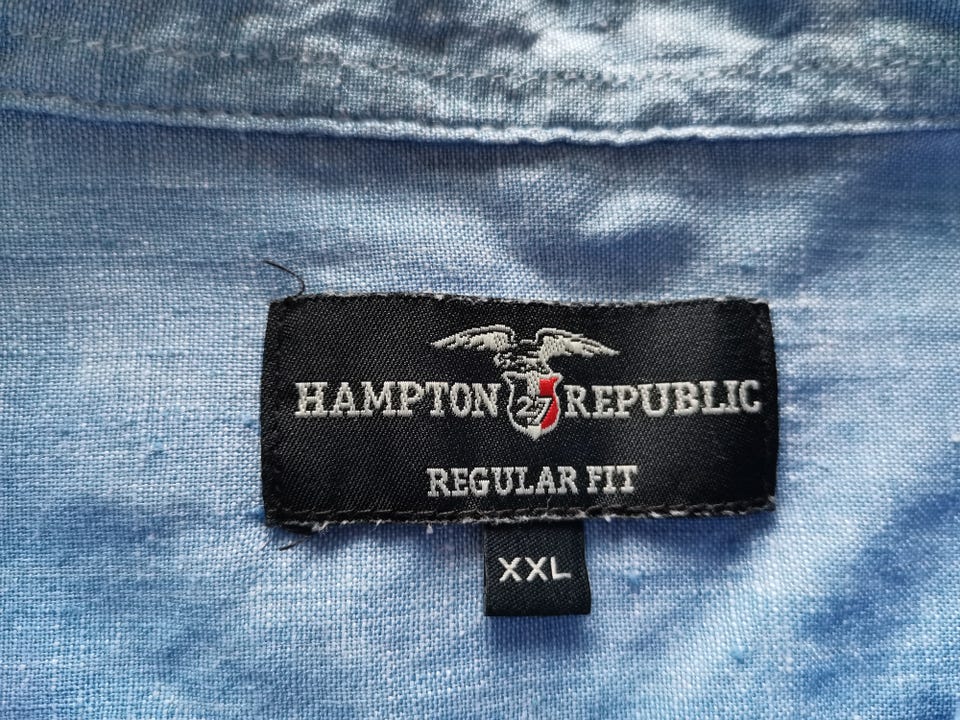 HAMPTON 27 REPUBLIC
REGULAR FIT
XXL